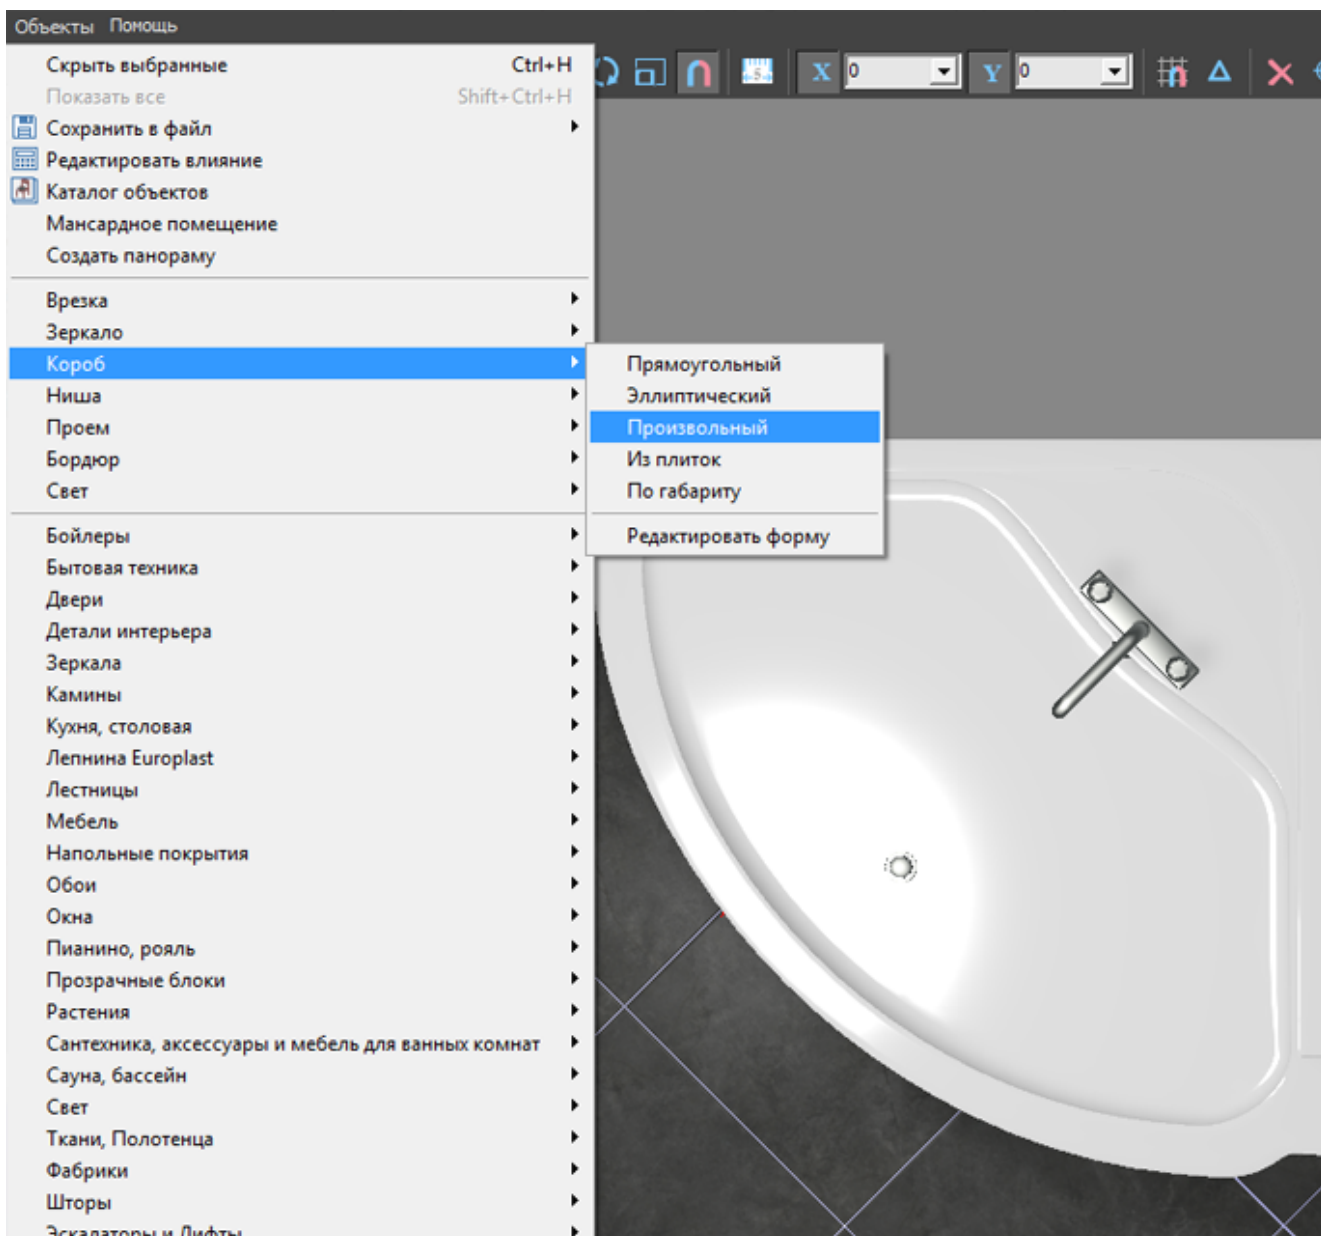 Объекты Помощь
Скрыть выбранные Ctrl+H
Показать все Shift+Ctrl+H
Сохранить в файл
Редактировать влияние
Каталог объектов
Мансардное помещение
Создать панораму
Врезка
Зеркало
Короб
Ниша
Проем
Бордюр
Свет
Бойлеры
Бытовая техника
Двери
Детали интерьера
Зеркала
Камины
Кухня, столовая
Лепнина Europlast
Лестницы
Мебель
Напольные покрытия
Обои
Окна
Пианино, рояль
Прозрачные блоки
Растения
Сантехника, аксессуары и мебель для ванных комнат
Сауна, бассейн
Свет
Ткани, Полотенца
Фабрики
Шторы
Эскалаторы и Лифты
Прямоугольный
Эллиптический
Произвольный
Из плиток
По габариту
Редактировать форму
5 X 0 Y 0